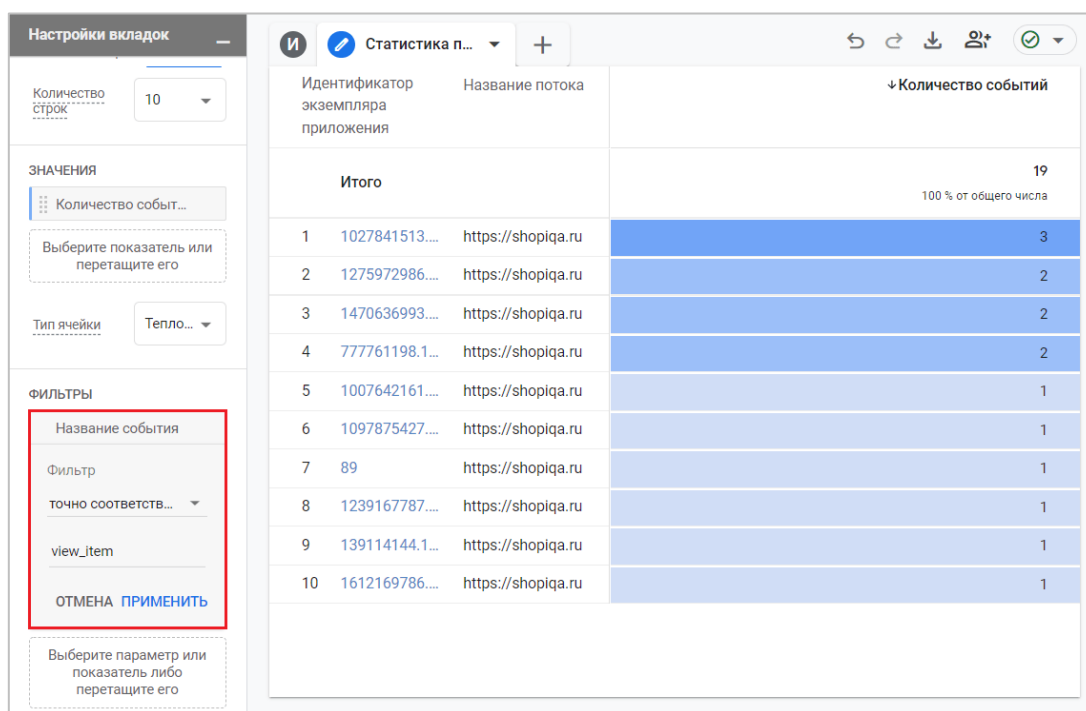 Настройки вкладок
Количество
строк
10
ЗНАЧЕНИЯ
Количество событ...
Выберите показатель или
перетащите его
Тип ячейки
Тепло...
ФИЛЬТРЫ
Название события
Фильтр
точно соответств...
view_item
ОТМЕНА ПРИМЕНИТЬ
Выберите параметр или
показатель либо
перетащите его
И
Статистика п...
Идентификатор
экземпляра
приложения
Название потока
↓Количество событий
Итого
19
100 % от общего числа
1 1027841513.... https://shopiqa.ru 3
2 1275972986.... https://shopiqa.ru 2
3 1470636993.... https://shopiqa.ru 2
4 777761198.1... https://shopiqa.ru 2
5 1007642161.... https://shopiqa.ru 1
6 1097875427.... https://shopiqa.ru 1
7 89 https://shopiqa.ru 1
8 1239167787.... https://shopiqa.ru 1
9 139114144.1... https://shopiqa.ru 1
10 1612169786.... https://shopiqa.ru 1